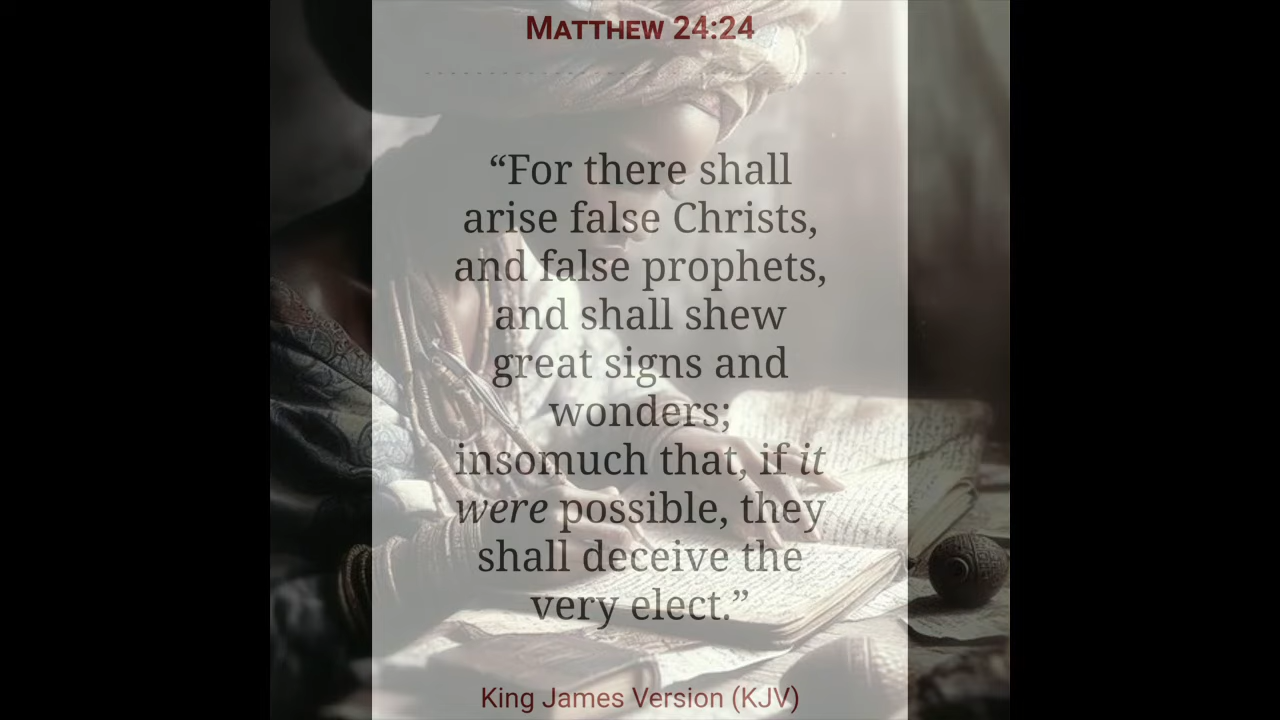 MATTHEW 24:24
“For there shall
arise false Christs,
and false prophets,
and shall shew
great signs and
wonders;
insomuch that, if it
were possible, they
shall deceive the
very elect.”
King James Version (KJV)